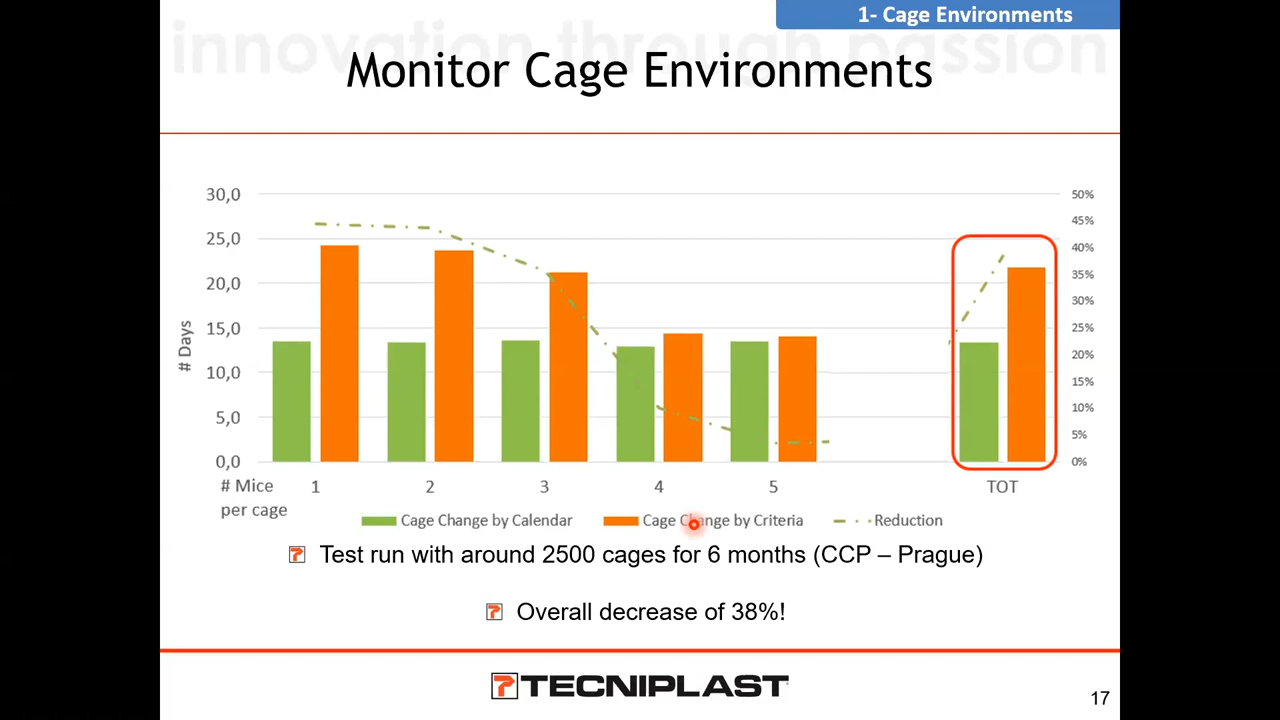 1- Cage Environments
innovation through passion
Monitor Cage Environments
30,0
25,0
20,0
15,0
10,0
5,0
0,0
# Days
50%
45%
40%
35%
30%
25%
20%
15%
10%
5%
0%
# Mice per cage
1
2
3
4
5
TOT
Cage Change by Calendar
Cage Change by Criteria
Reduction
Test run with around 2500 cages for 6 months (CCP – Prague)
Overall decrease of 38%!
TECNIPLAST
17